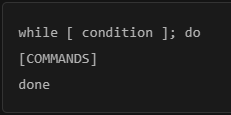 while [ condition ]; do
[COMMANDS]
done